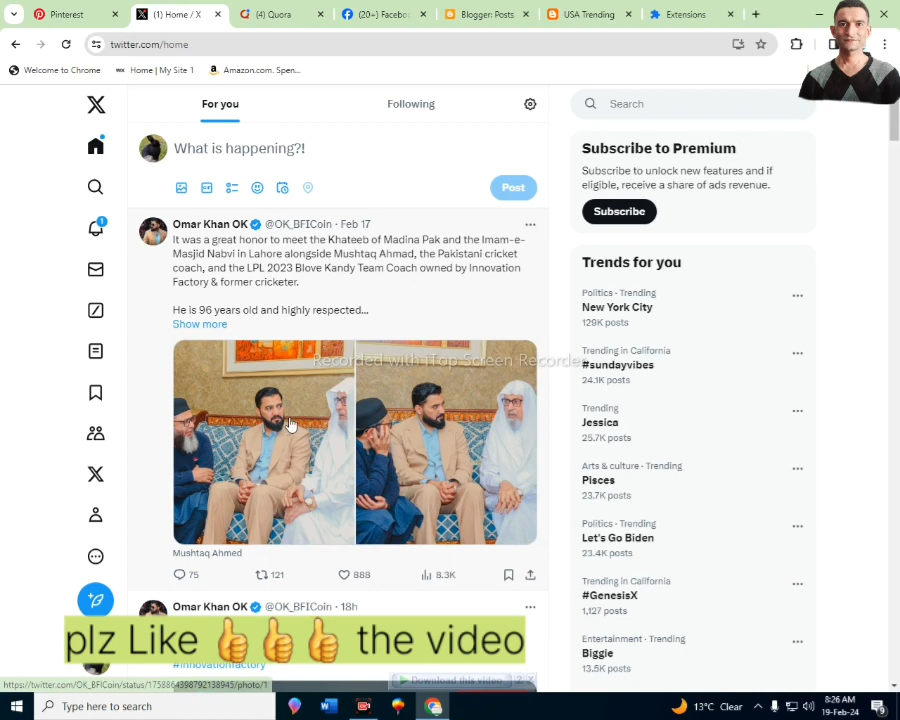 Pinterest
(1) Home / X
(4) Quora
(20+) Facebo
Blogger: Posts
USA Trending
Extensions
twitter.com/home
Welcome to Chrome
Home | My Site 1
Amazon.com. Spen...
For you
Following
Search
What is happening?!
Post
Subscribe to Premium
Subscribe to unlock new features and if
eligible, receive a share of ads revenue.
Subscribe
Omar Khan OK @OK_BFICoin · Feb 17
It was a great honor to meet the Khateeb of Madina Pak and the Imam-e-
Masjid Nabvi in Lahore alongside Mushtaq Ahmad, the Pakistani cricket
coach, and the LPL 2023 Blove Kandy Team Coach owned by Innovation
Factory & former cricketer.
He is 96 years old and highly respected...
Show more
Recorded with iTop Screen Recorder
Mushtaq Ahmed
75
121
888
8.3K
Omar Khan OK @OK_BFICoin · 18h
plz Like 👍👍👍 the video
#innovationfactory
Trends for you
Politics · Trending
New York City
129K posts
Trending in California
#sundayvibes
24.1K posts
Trending
Jessica
25.7K posts
Arts & culture · Trending
Pisces
23.7K posts
Politics · Trending
Let's Go Biden
23.4K posts
Trending in California
#GenesisX
1,127 posts
Entertainment · Trending
Biggie
13.5K posts
1
https://twitter.com/OK_BFICoin/status/1758864398792138945/photo/1
Download this video
Type here to search
13°C Clear
8:26 AM
19-Feb-24